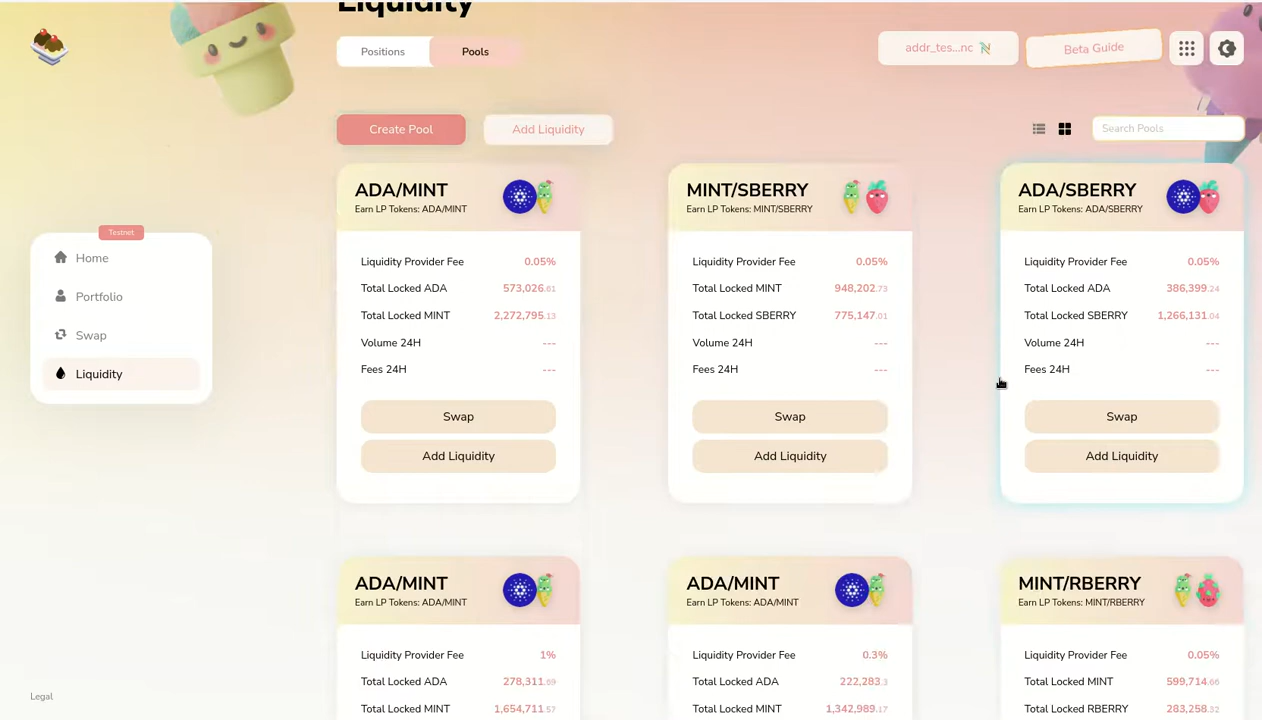 Liquidity
Positions
Pools
addr_tes...nc
Beta Guide
Create Pool
Add Liquidity
Search Pools
Testnet
Home
Portfolio
Swap
Liquidity
Legal
ADA/MINT
Earn LP Tokens: ADA/MINT
Liquidity Provider Fee 0.05%
Total Locked ADA 573,026.61
Total Locked MINT 2,272,795.13
Volume 24H ---
Fees 24H ---
Swap
Add Liquidity
MINT/SBERRY
Earn LP Tokens: MINT/SBERRY
Liquidity Provider Fee 0.05%
Total Locked MINT 948,202.73
Total Locked SBERRY 775,147.01
Volume 24H ---
Fees 24H ---
Swap
Add Liquidity
ADA/SBERRY
Earn LP Tokens: ADA/SBERRY
Liquidity Provider Fee 0.05%
Total Locked ADA 386,399.24
Total Locked SBERRY 1,266,131.04
Volume 24H ---
Fees 24H ---
Swap
Add Liquidity
ADA/MINT
Earn LP Tokens: ADA/MINT
Liquidity Provider Fee 1%
Total Locked ADA 278,311.69
Total Locked MINT 1,654,711.57
ADA/MINT
Earn LP Tokens: ADA/MINT
Liquidity Provider Fee 0.3%
Total Locked ADA 222,283.3
Total Locked MINT 1,342,989.17
MINT/RBERRY
Earn LP Tokens: MINT/RBERRY
Liquidity Provider Fee 0.05%
Total Locked MINT 599,714.66
Total Locked RBERRY 283,258.32